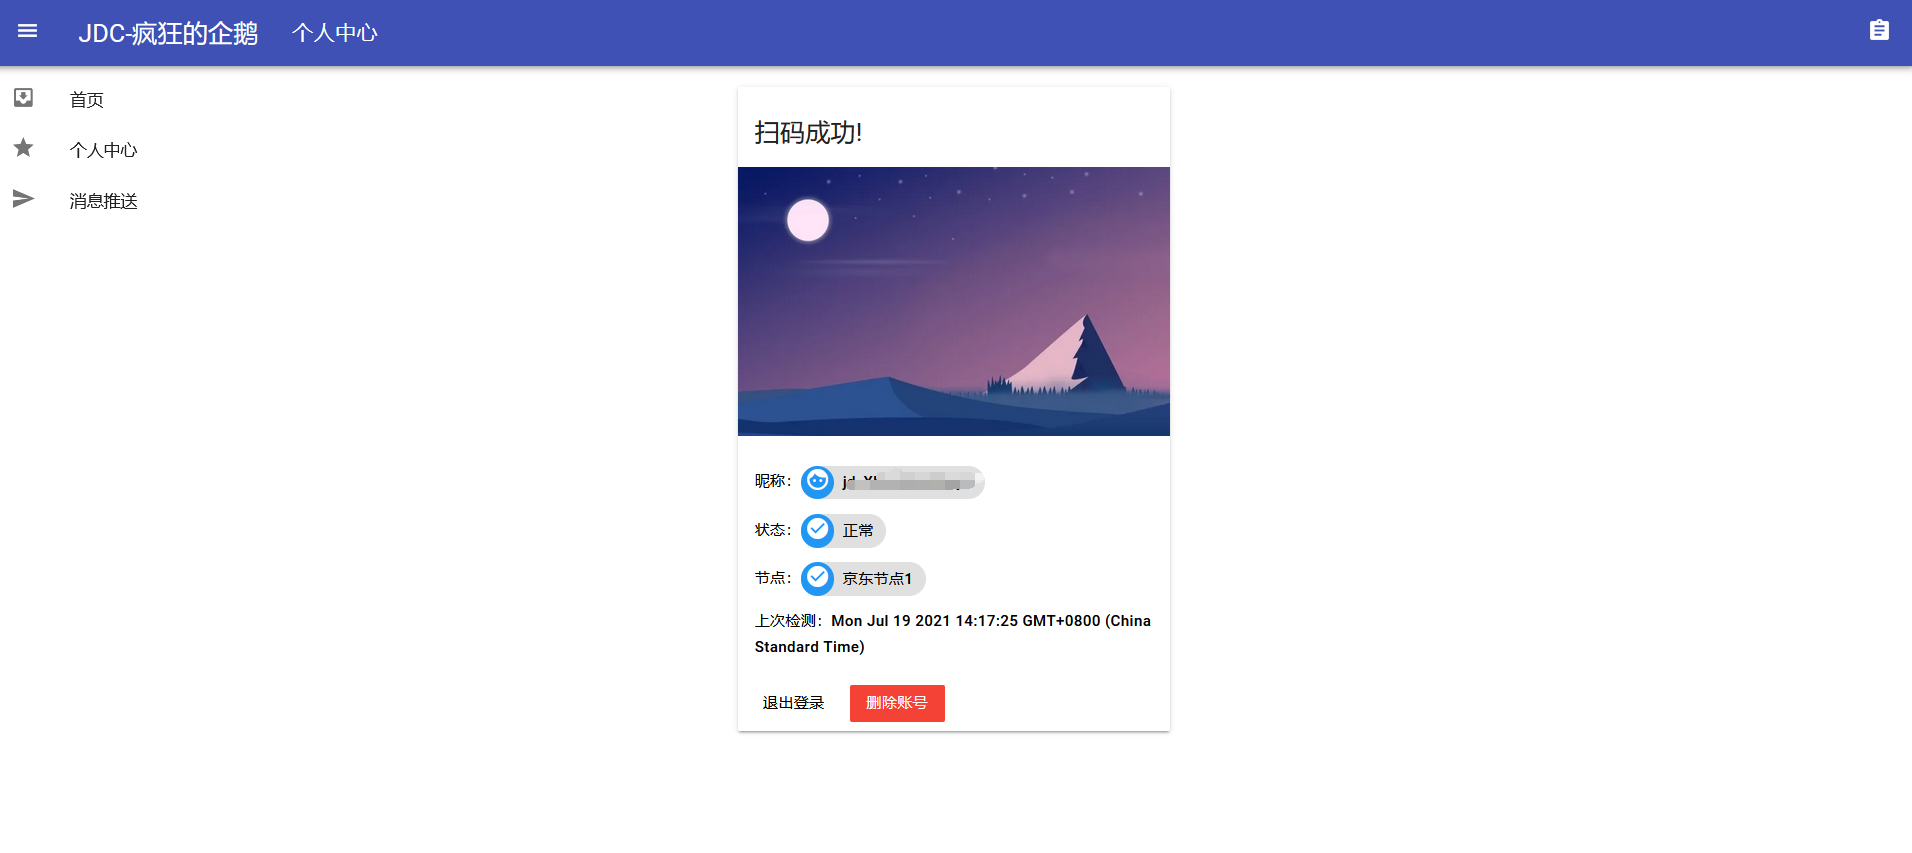 JDC-疯狂的企鹅
个人中心
首页
个人中心
消息推送
扫码成功!
昵称：
状态： 正常
节点： 京东节点1
上次检测：Mon Jul 19 2021 14:17:25 GMT+0800 (China
Standard Time)
退出登录 删除账号